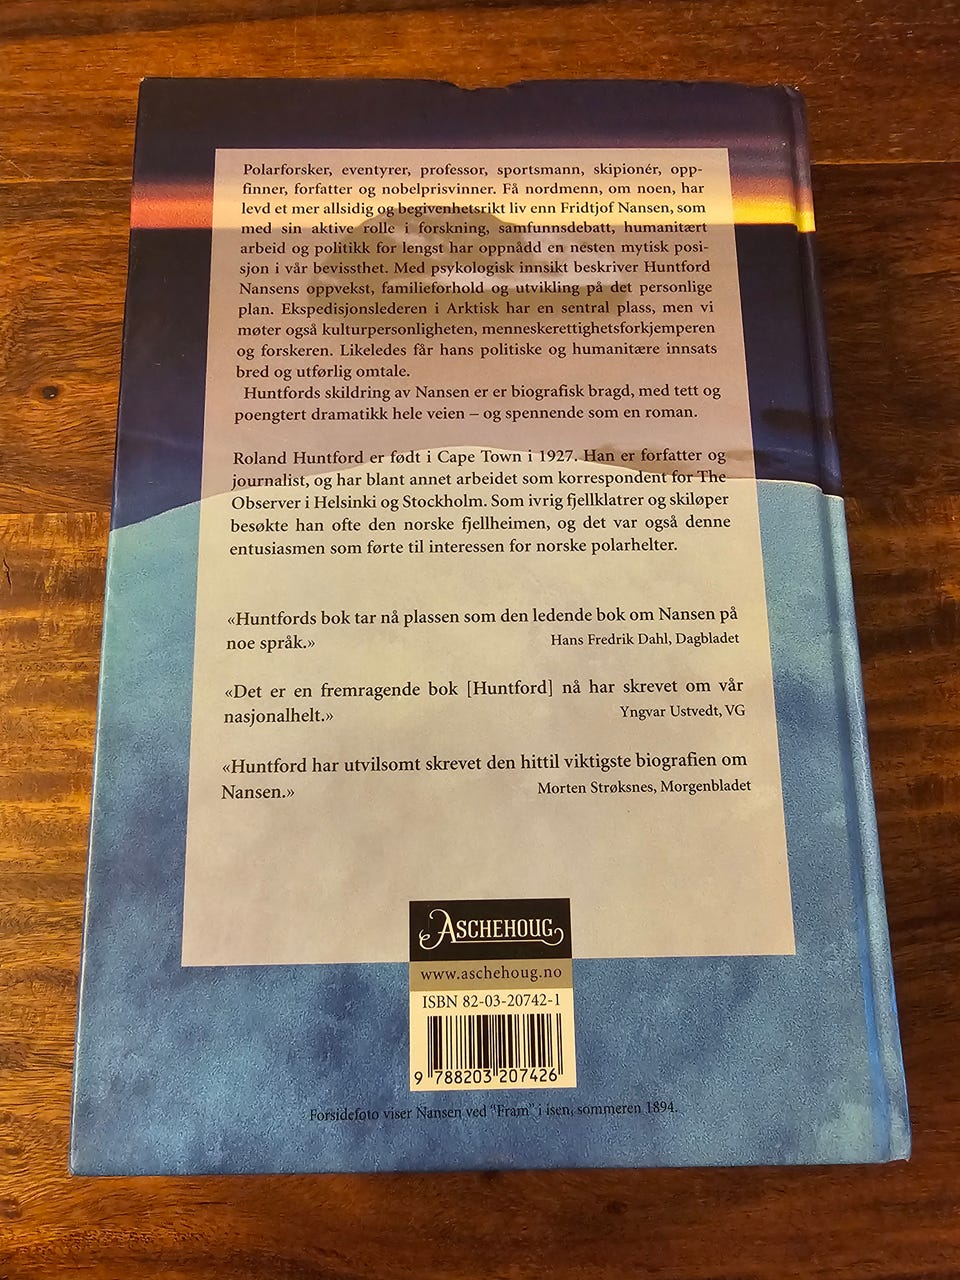 Polarforsker, eventyrer, professor, sportsmann, skipionér, opp-
finner, forfatter og nobelprisvinner. Få nordmenn, om noen, har
levd et mer allsidig og begivenhetsrikt liv enn Fridtjof Nansen, som
med sin aktive rolle i forskning, samfunnsdebatt, humanitært
arbeid og politikk for lengst har oppnådd en nesten mytisk posi-
sjon i vår bevissthet. Med psykologisk innsikt beskriver Huntford
Nansens oppvekst, familieforhold og utvikling på det personlige
plan. Ekspedisjonslederen i Arktisk har en sentral plass, men vi
møter også kulturpersonligheten, menneskerettighetsforkjemperen
og forskeren. Likeledes får hans politiske og humanitære innsats
bred og utførlig omtale.
Huntfords skildring av Nansen er er biografisk bragd, med tett og
poengtert dramatikk hele veien – og spennende som en roman.
Roland Huntford er født i Cape Town i 1927. Han er forfatter og
journalist, og har blant annet arbeidet som korrespondent for The
Observer i Helsinki og Stockholm. Som ivrig fjellklatrer og skiløper
besøkte han ofte den norske fjellheimen, og det var også denne
entusiasmen som førte til interessen for norske polarhelter.
«Huntfords bok tar nå plassen som den ledende bok om Nansen på
noe språk.» Hans Fredrik Dahl, Dagbladet
«Det er en fremragende bok [Huntford] nå har skrevet om vår
nasjonalhelt.» Yngvar Ustvedt, VG
«Huntford har utvilsomt skrevet den hittil viktigste biografien om
Nansen.» Morten Strøksnes, Morgenbladet
ASCHEHOUG
www.aschehoug.no
ISBN 82-03-20742-1
9 788203 207426
Forsidefoto viser Nansen ved "Fram" i isen, sommeren 1894.